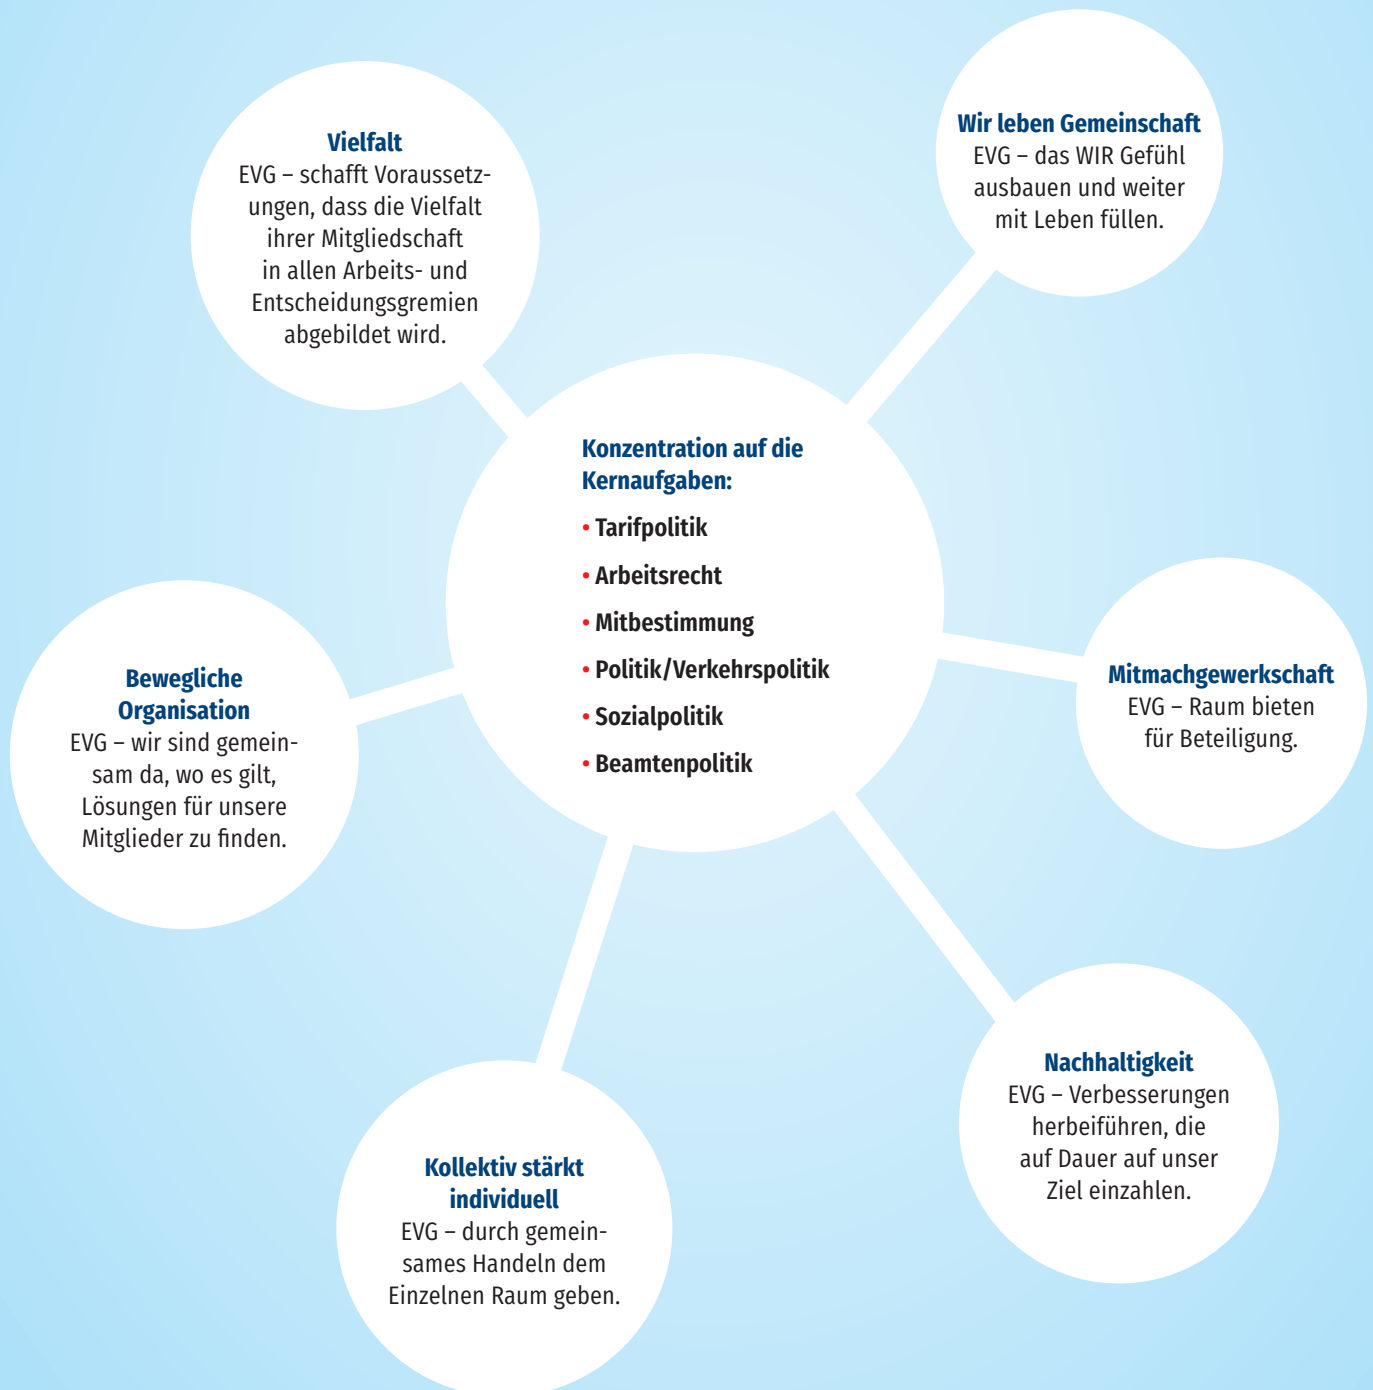 Vielfalt
EVG – schafft Voraussetz-
ungen, dass die Vielfalt
ihrer Mitgliedschaft
in allen Arbeits- und
Entscheidungsgremien
abgebildet wird.
Wir leben Gemeinschaft
EVG – das WIR Gefühl
ausbauen und weiter
mit Leben füllen.
Konzentration auf die
Kernaufgaben:
• Tarifpolitik
• Arbeitsrecht
• Mitbestimmung
• Politik/Verkehrspolitik
• Sozialpolitik
• Beamtenpolitik
Bewegliche
Organisation
EVG – wir sind gemein-
sam da, wo es gilt,
Lösungen für unsere
Mitglieder zu finden.
Mitmachgewerkschaft
EVG – Raum bieten
für Beteiligung.
Nachhaltigkeit
EVG – Verbesserungen
herbeiführen, die
auf Dauer auf unser
Ziel einzahlen.
Kollektiv stärkt
individuell
EVG – durch gemein-
sames Handeln dem
Einzelnen Raum geben.